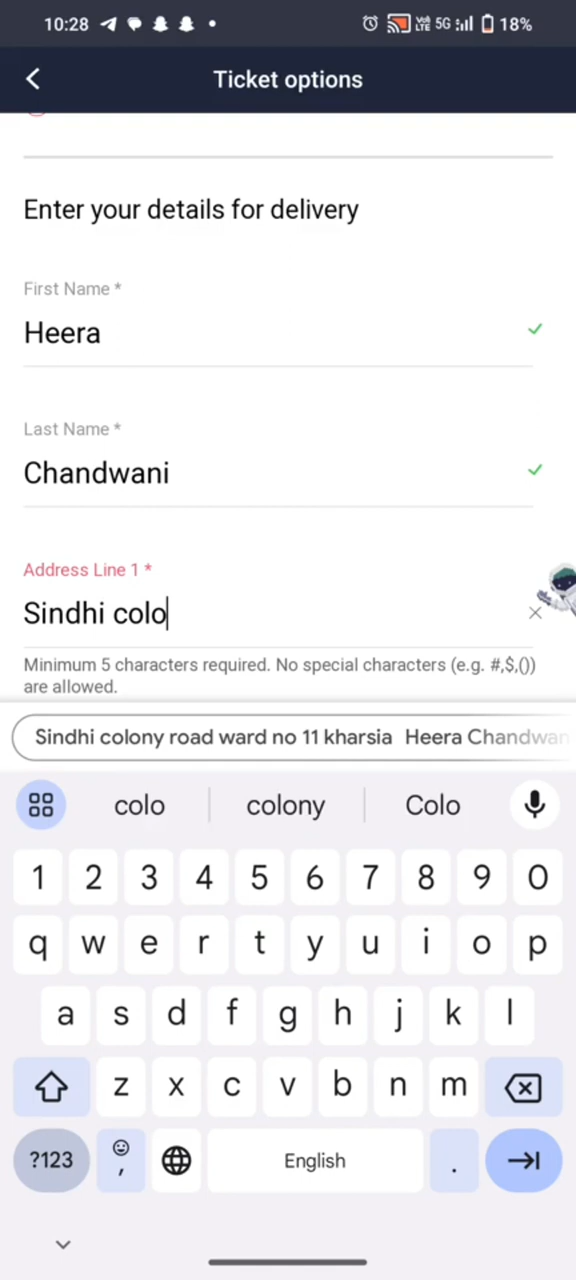 10:28 5G 18%
Ticket options
Enter your details for delivery
First Name *
Heera
Last Name *
Chandwani
Address Line 1 *
Sindhi colo
Minimum 5 characters required. No special characters (e.g. #,$,())
are allowed.
Sindhi colony road ward no 11 kharsia Heera Chandwan
colo colony Colo
1 2 3 4 5 6 7 8 9 0
q w e r t y u i o p
a s d f g h j k l
z x c v b n m
?123 , English .